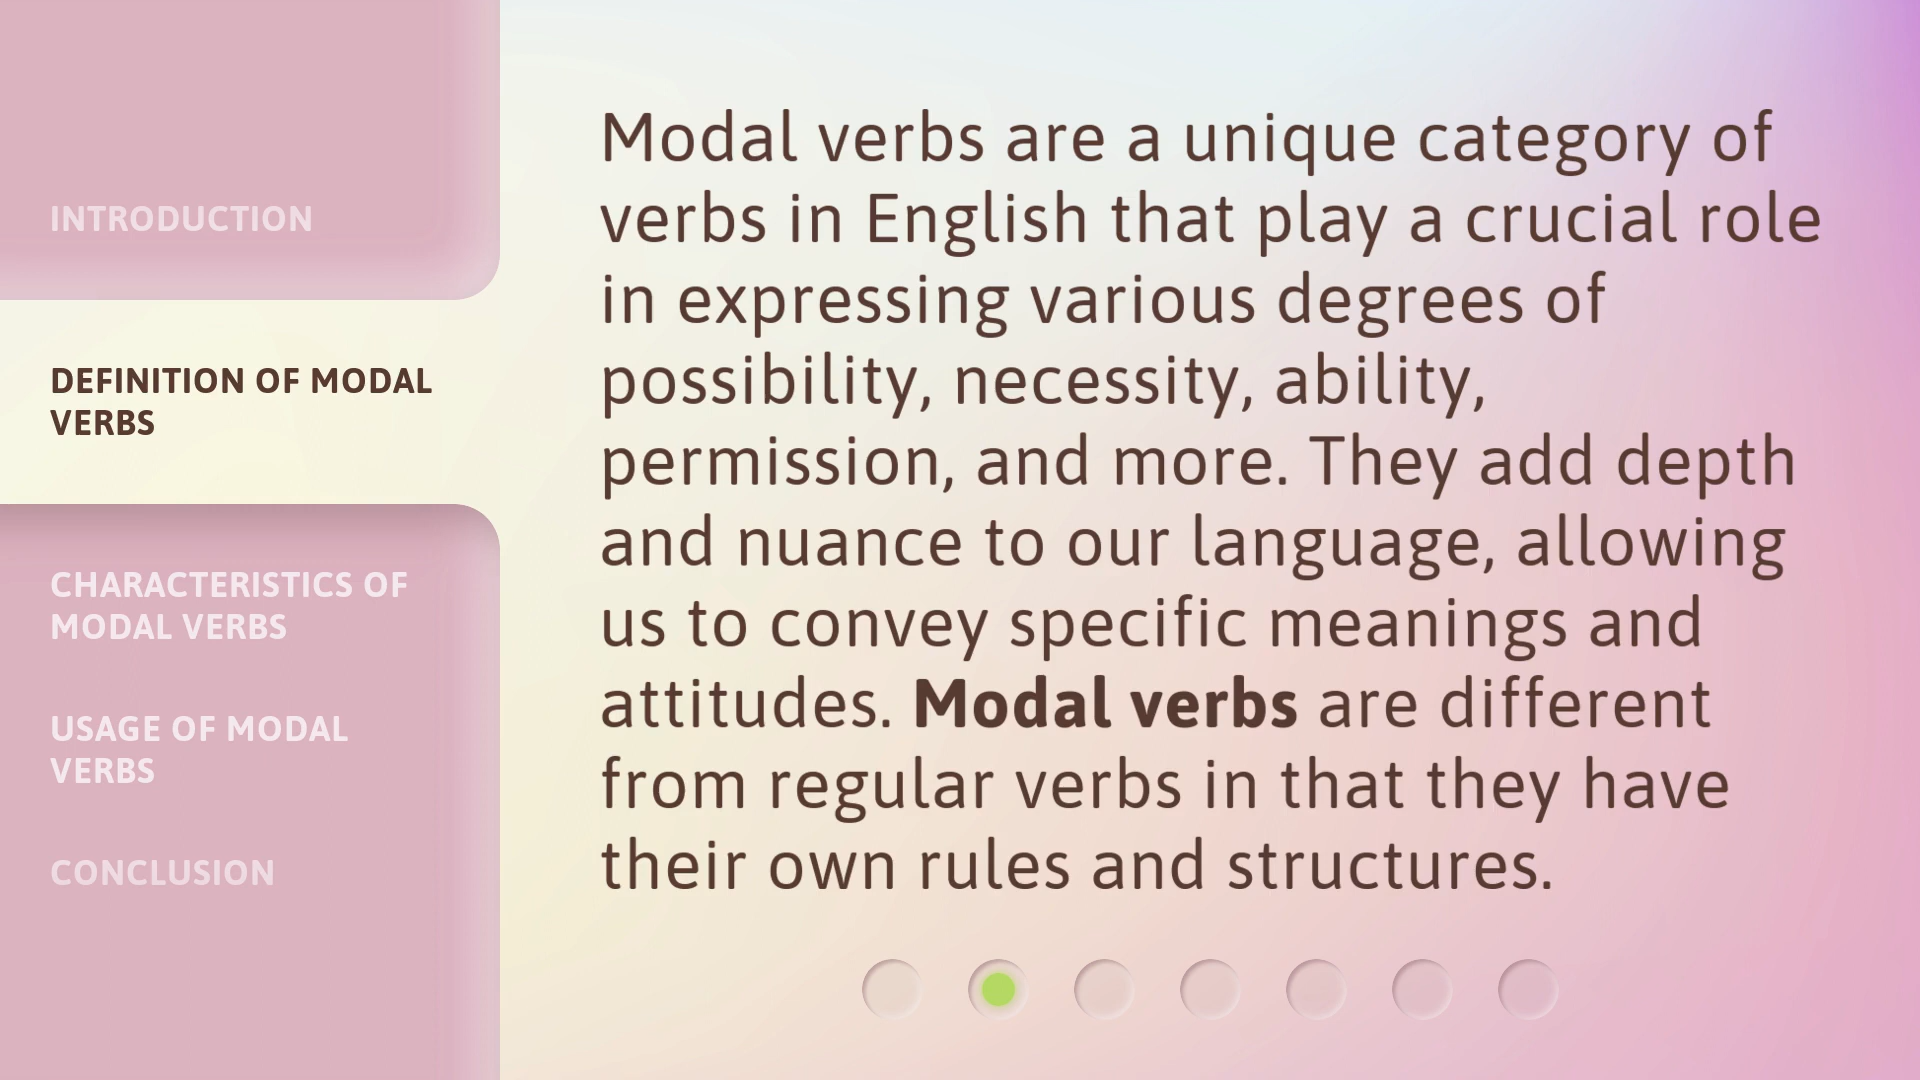 INTRODUCTION
DEFINITION OF MODAL
VERBS
CHARACTERISTICS OF
MODAL VERBS
USAGE OF MODAL
VERBS
CONCLUSION
Modal verbs are a unique category of
verbs in English that play a crucial role
in expressing various degrees of
possibility, necessity, ability,
permission, and more. They add depth
and nuance to our language, allowing
us to convey specific meanings and
attitudes. Modal verbs are different
from regular verbs in that they have
their own rules and structures.